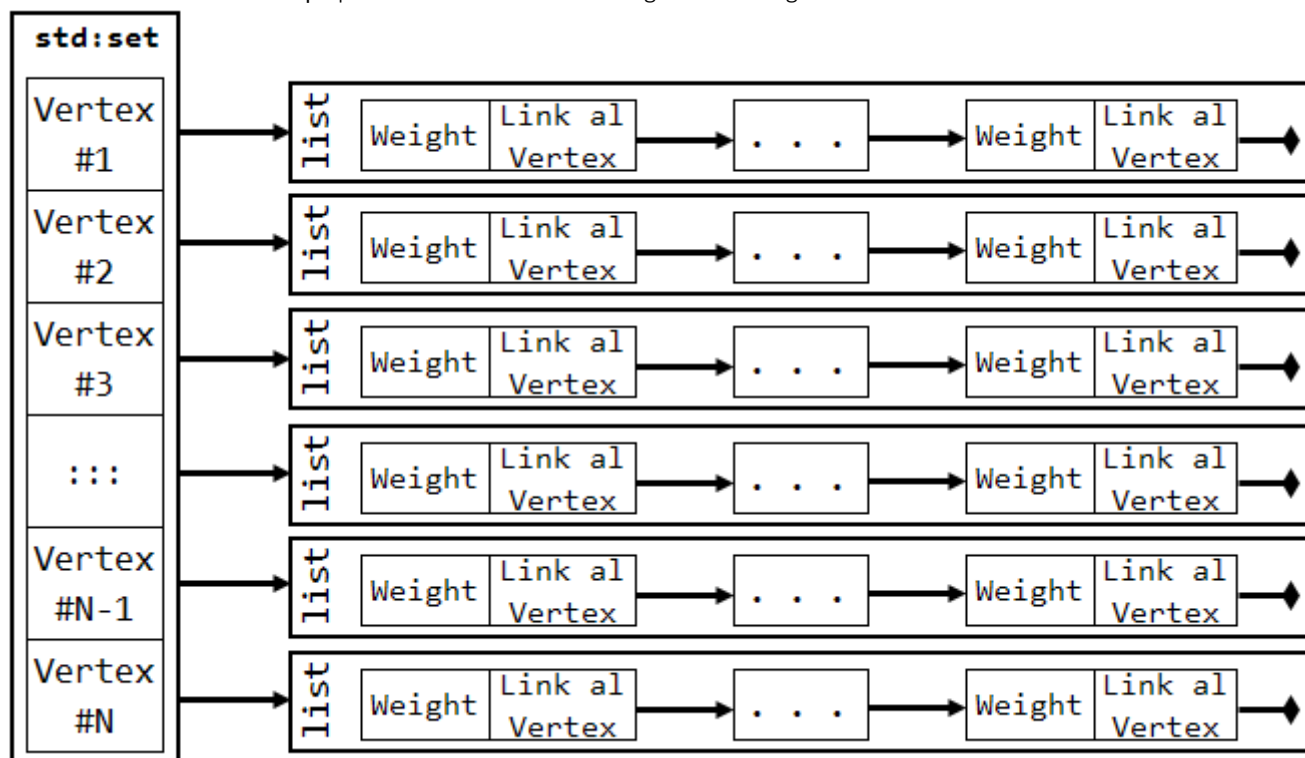 std:set
Vertex
#1
list
Weight
Link al
Vertex
. . .
Weight
Link al
Vertex
Vertex
#2
list
Weight
Link al
Vertex
. . .
Weight
Link al
Vertex
Vertex
#3
list
Weight
Link al
Vertex
. . .
Weight
Link al
Vertex
:::
list
Weight
Link al
Vertex
. . .
Weight
Link al
Vertex
Vertex
#N-1
list
Weight
Link al
Vertex
. . .
Weight
Link al
Vertex
Vertex
#N
list
Weight
Link al
Vertex
. . .
Weight
Link al
Vertex